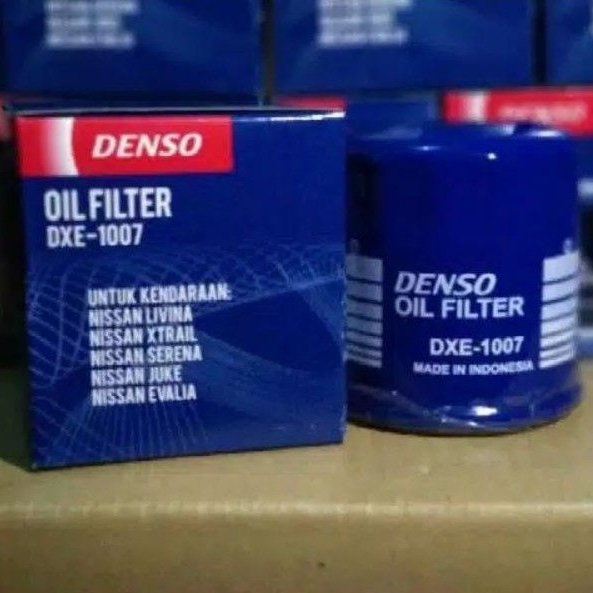 DENSO
OIL FILTER
DXE-1007
UNTUK KENDARAAN:
NISSAN LIVINA
NISSAN XTRAIL
NISSAN SERENA
NISSAN JUKE
NISSAN EVALIA
DENSO
OIL FILTER
DXE-1007
MADE IN INDONESIA